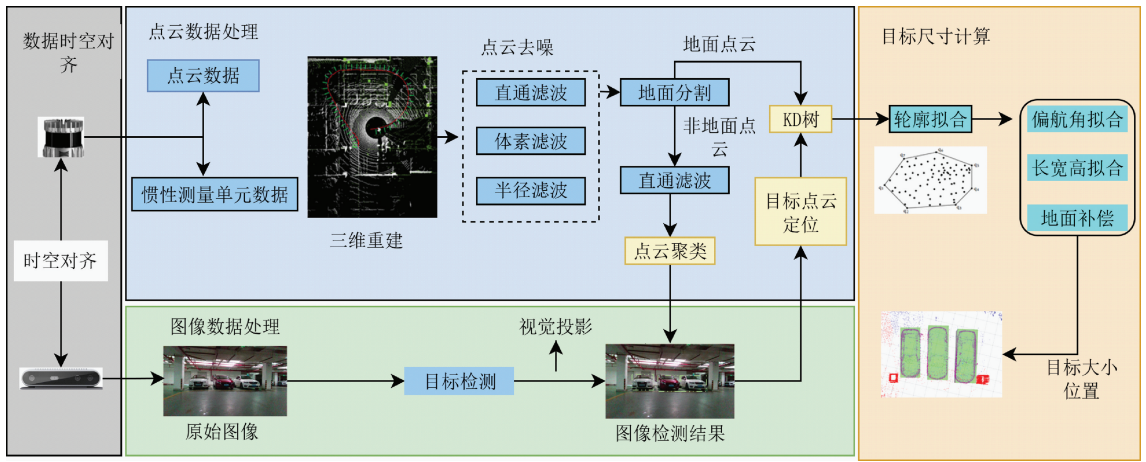 数据时空对
齐
时空对齐
点云数据处理
点云数据
惯性测量单元数据
三维重建
点云去噪
直通滤波
体素滤波
半径滤波
地面点云
地面分割
非地面点
云
直通滤波
点云聚类
KD树
目标点云
定位
图像数据处理
原始图像
目标检测
视觉投影
图像检测结果
目标尺寸计算
轮廓拟合
偏航角拟合
长宽高拟合
地面补偿
目标大小
位置